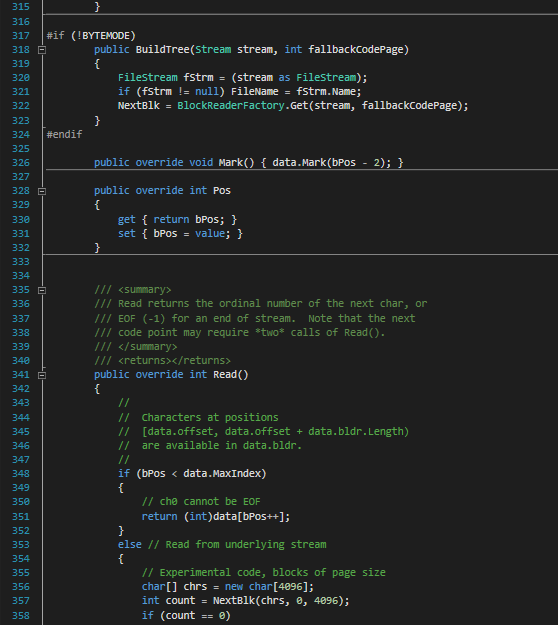 315         }
316
317 #if (!BYTEMODE)
318         public BuildTree(Stream stream, int fallbackCodePage)
319         {
320             FileStream fStrm = (stream as FileStream);
321             if (fStrm != null) FileName = fStrm.Name;
322             NextBlk = BlockReaderFactory.Get(stream, fallbackCodePage);
323         }
324 #endif
325
326         public override void Mark() { data.Mark(bPos - 2); }
327
328         public override int Pos
329         {
330             get { return bPos; }
331             set { bPos = value; }
332         }
333
334
335         /// <summary>
336         /// Read returns the ordinal number of the next char, or
337         /// EOF (-1) for an end of stream.  Note that the next
338         /// code point may require *two* calls of Read().
339         /// </summary>
340         /// <returns></returns>
341         public override int Read()
342         {
343             //
344             //  Characters at positions
345             //  [data.offset, data.offset + data.bldr.Length)
346             //  are available in data.bldr.
347             //
348             if (bPos < data.MaxIndex)
349             {
350                 // ch0 cannot be EOF
351                 return (int)data[bPos++];
352             }
353             else // Read from underlying stream
354             {
355                 // Experimental code, blocks of page size
356                 char[] chrs = new char[4096];
357                 int count = NextBlk(chrs, 0, 4096);
358                 if (count == 0)